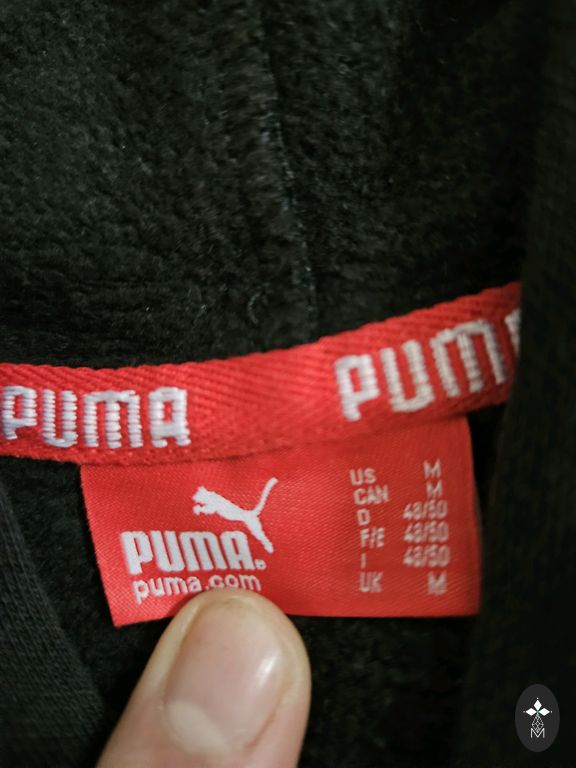 PUMA PUMA
US M
CAN M
D 48/50
F/E 48/50
I 48/50
UK M
PUMA
puma.com
M